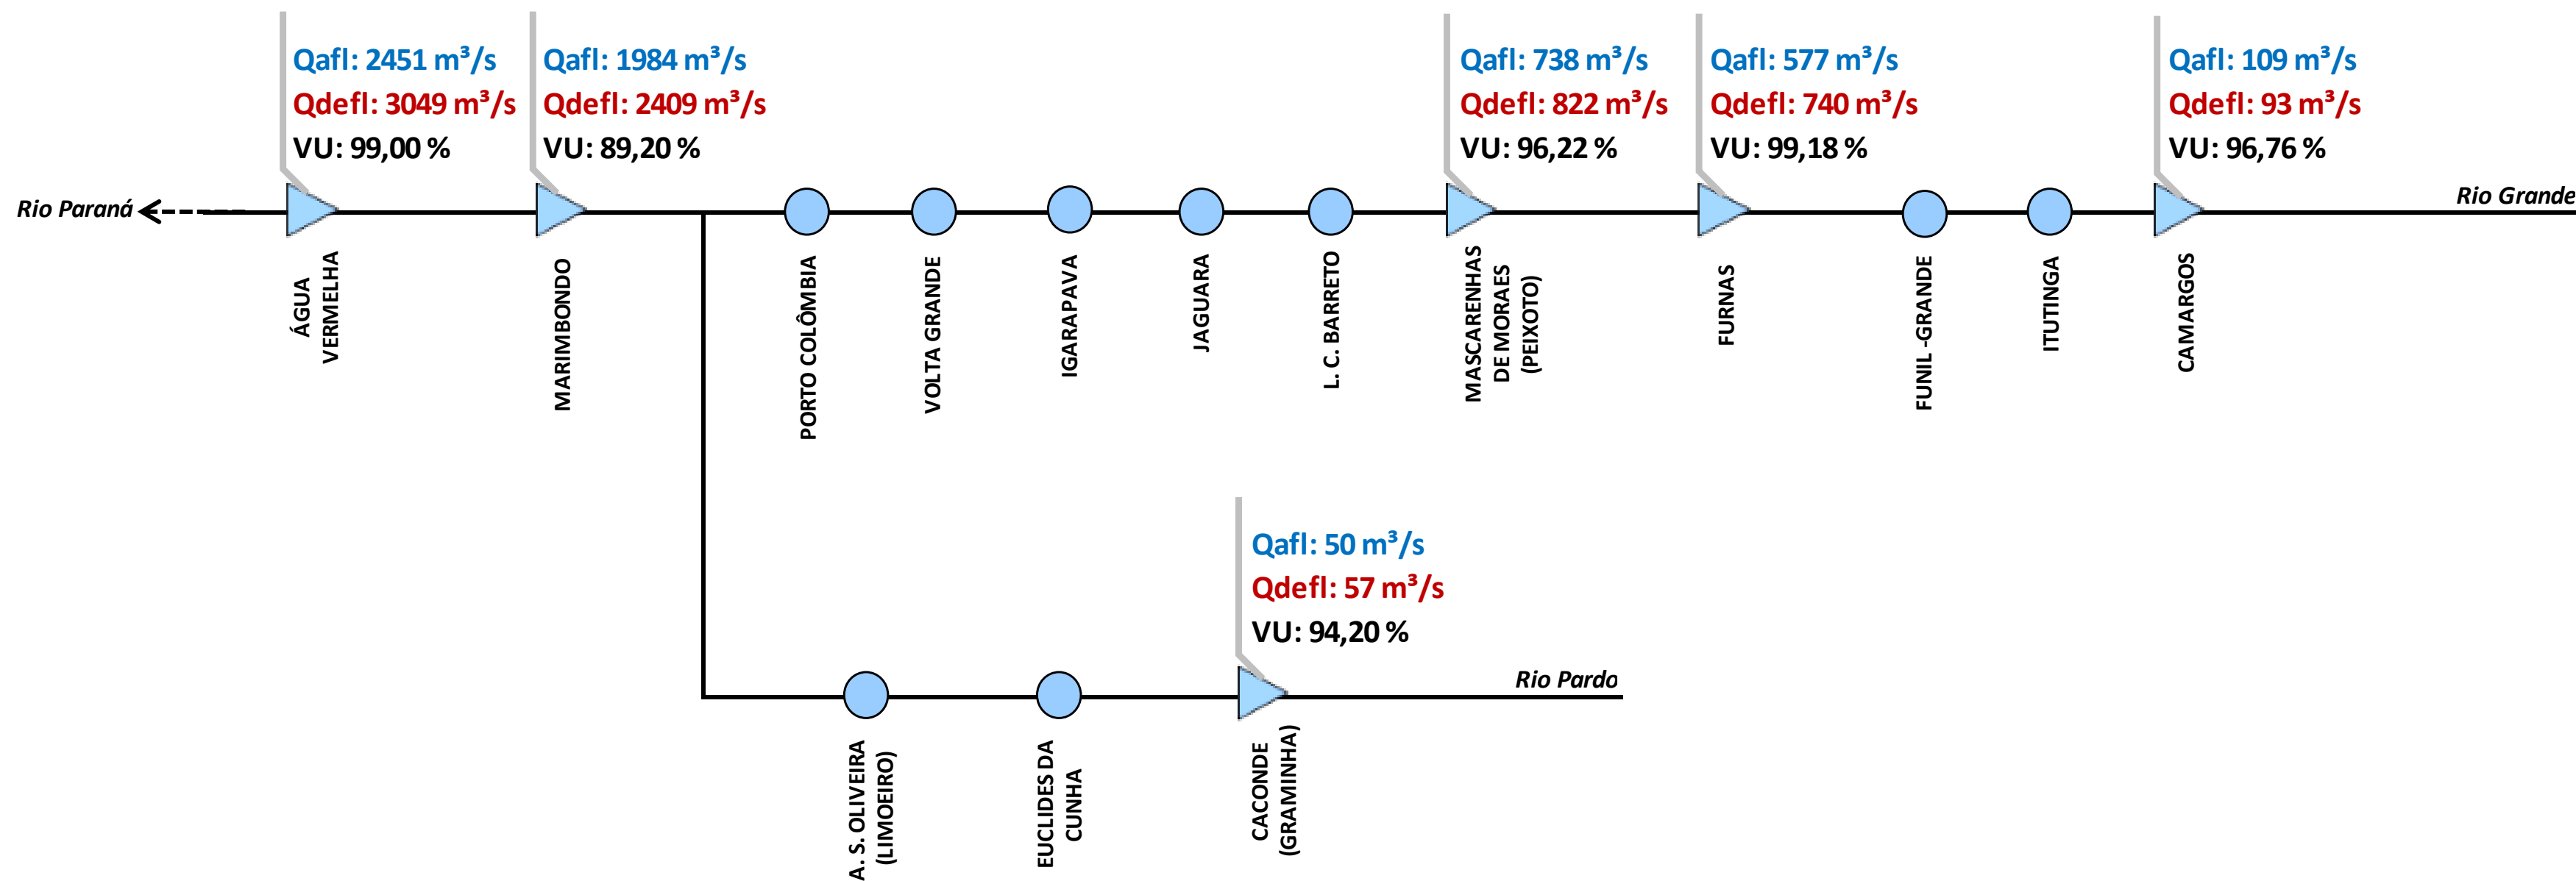 Qafl: 2451 m³/s
Qdefl: 3049 m³/s
VU: 99,00 %
Qafl: 1984 m³/s
Qdefl: 2409 m³/s
VU: 89,20 %
Qafl: 738 m³/s
Qdefl: 822 m³/s
VU: 96,22 %
Qafl: 577 m³/s
Qdefl: 740 m³/s
VU: 99,18 %
Qafl: 109 m³/s
Qdefl: 93 m³/s
VU: 96,76 %
Rio Paraná
Rio Grande
ÁGUA
VERMELHA
MARIMBONDO
PORTO COLÔMBIA
VOLTA GRANDE
IGARAPAVA
JAGUARA
L. C. BARRETO
MASCARENHAS
DE MORAES
(PEIXOTO)
FURNAS
FUNIL -GRANDE
ITUTINGA
CAMARGOS
Qafl: 50 m³/s
Qdefl: 57 m³/s
VU: 94,20 %
Rio Pardo
A. S. OLIVEIRA
(LIMOEIRO)
EUCLIDES DA
CUNHA
CACONDE
(GRAMINHA)